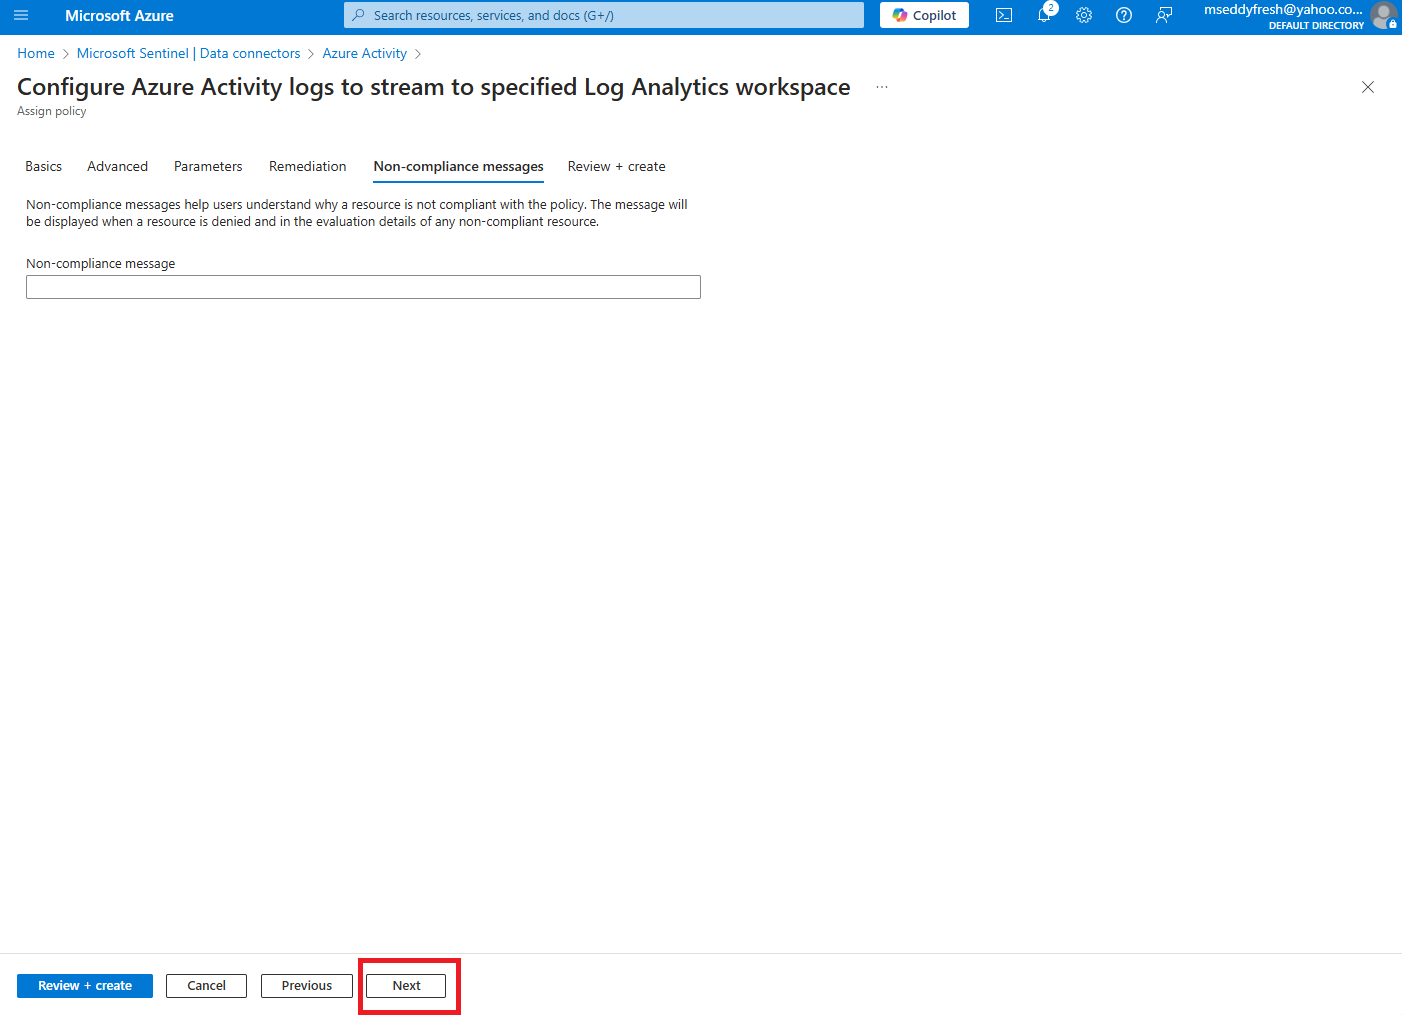 Microsoft Azure
Search resources, services, and docs (G+/)
Copilot
2
mseddyfresh@yahoo.co...
DEFAULT DIRECTORY
Home > Microsoft Sentinel | Data connectors > Azure Activity >
Configure Azure Activity logs to stream to specified Log Analytics workspace ...
Assign policy
Basics Advanced Parameters Remediation Non-compliance messages Review + create
Non-compliance messages help users understand why a resource is not compliant with the policy. The message will
be displayed when a resource is denied and in the evaluation details of any non-compliant resource.
Non-compliance message
Review + create Cancel Previous Next